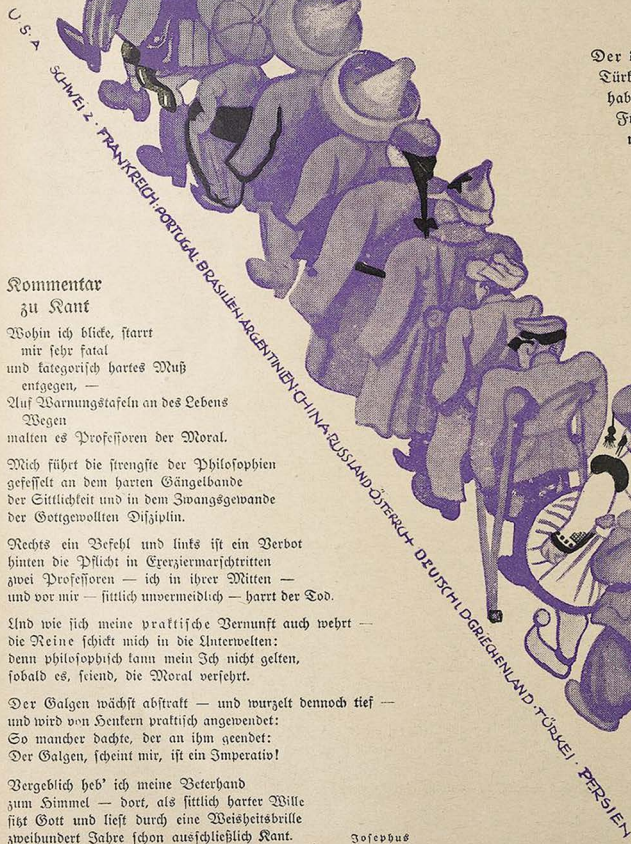 U.S.A
SCHWEIZ · FRANKREICH · PORTUGAL · BRASILIEN · ARGENTINIEN · CHINA · RUSSLAND · ÖSTERRCH DEUTSCHLD GRIECHENLAND · TÜRKEI · PERSIEN
Der
Türk
hab
Fr
Kommentar
zu Kant
Wohin ich blicke, starrt
mir sehr fatal
und kategorisch hartes Muß
entgegen, —
Auf Warnungstafeln an des Lebens
Wegen
malten es Professoren der Moral.
Mich führt die strengste der Philosophien
gefesselt an dem harten Gängelbande
der Sittlichkeit und in dem Zwangsgewande
der Gottgewollten Disziplin.
Rechts ein Befehl und links ist ein Verbot
hinten die Pflicht in Exerziermarschtritten
zwei Professoren — ich in ihrer Mitten —
und vor mir — sittlich unvermeidlich — harrt der Tod.
Und wie sich meine praktische Vernunft auch wehrt —
die Reine schickt mich in die Unterwelten:
denn philosophisch kann mein Ich nicht gelten,
sobald es, seiend, die Moral versehrt.
Der Galgen wächst abstrakt — und wurzelt dennoch tief —
und wird von Henkern praktisch angewendet:
So mancher dachte, der an ihm geendet:
Der Galgen, scheint mir, ist ein Imperativ!
Vergeblich heb' ich meine Beterhand
zum Himmel — dort, als sittlich harter Wille
sitzt Gott und liest durch eine Weisheitsbrille
zweihundert Jahre schon ausschließlich Kant.
Josephus